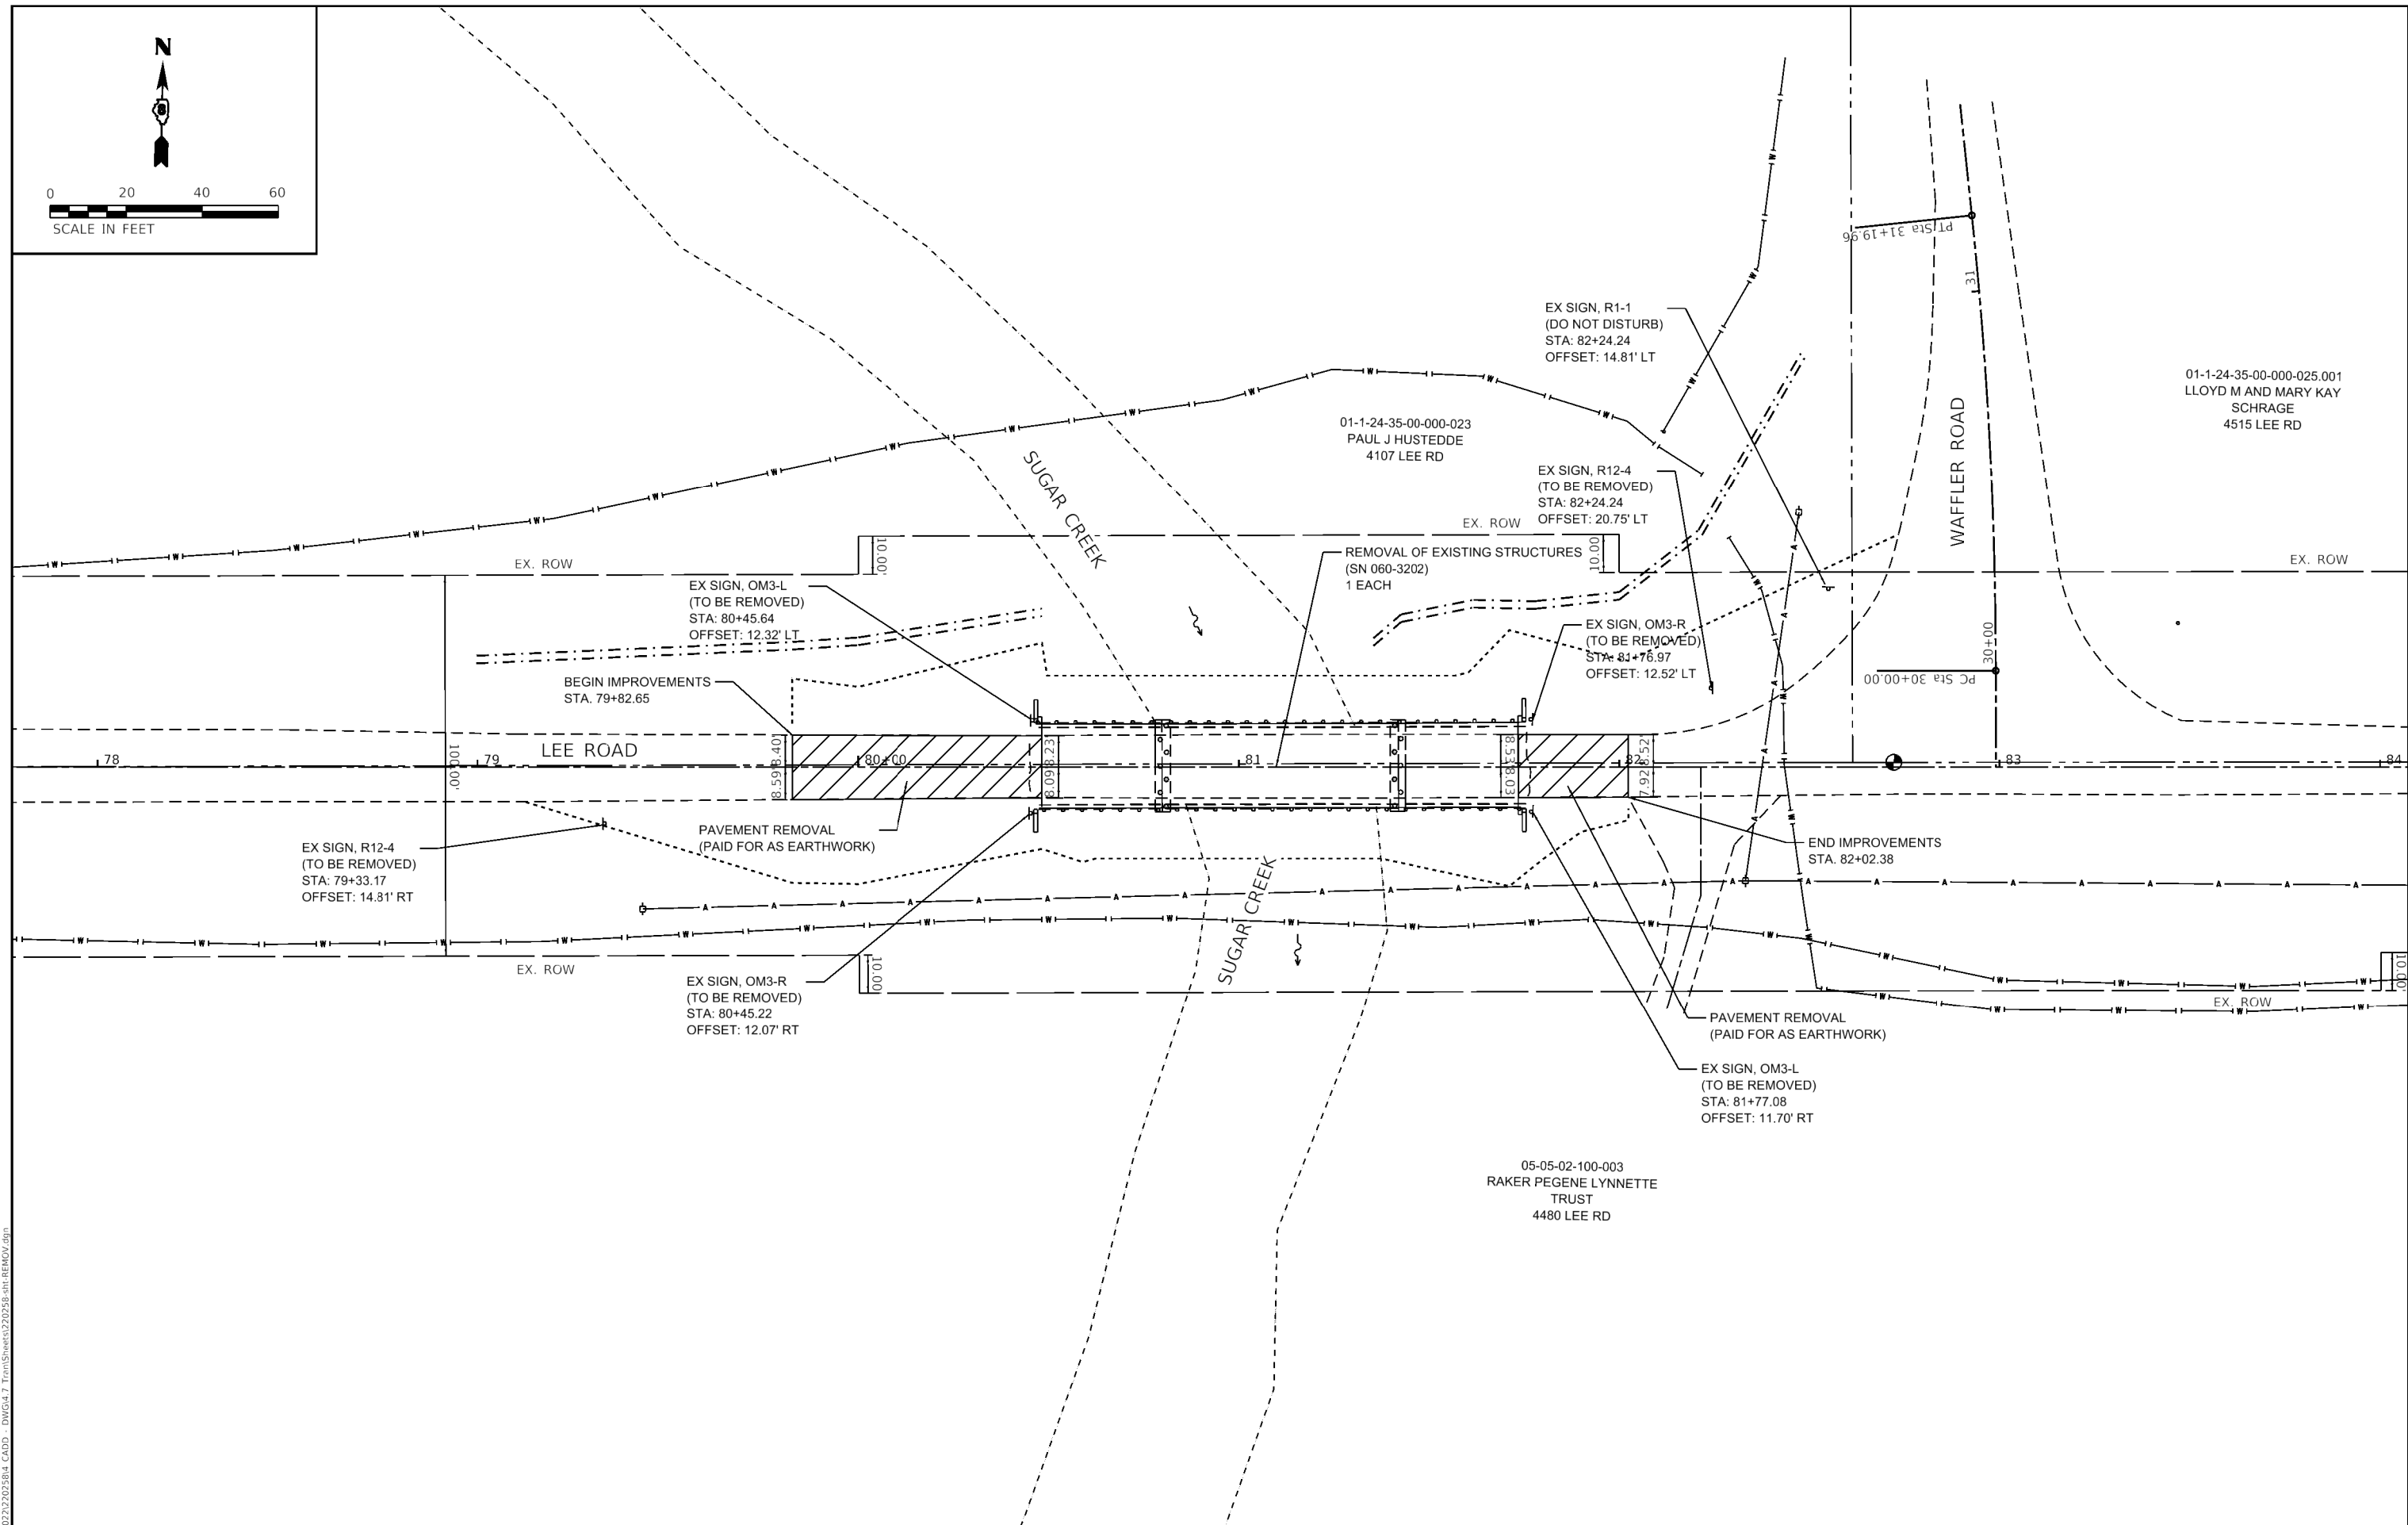 N
0 20 40 60
SCALE IN FEET
PT Sta 31+19.96
31
EX SIGN, R1-1
(DO NOT DISTURB)
STA: 82+24.24
OFFSET: 14.81' LT
01-1-24-35-00-000-025.001
LLOYD M AND MARY KAY
SCHRAGE
4515 LEE RD
WAFFLER ROAD
01-1-24-35-00-000-023
PAUL J HUSTEDDE
4107 LEE RD
SUGAR CREEK
EX SIGN, R12-4
(TO BE REMOVED)
STA: 82+24.24
OFFSET: 20.75' LT
EX. ROW
EX. ROW
EX. ROW
10.00'
10.00'
REMOVAL OF EXISTING STRUCTURES
(SN 060-3202)
1 EACH
EX SIGN, OM3-L
(TO BE REMOVED)
STA: 80+45.64
OFFSET: 12.32' LT
EX SIGN, OM3-R
(TO BE REMOVED)
STA: 81+76.97
OFFSET: 12.52' LT
30+00
PC Sta 30+00.00
BEGIN IMPROVEMENTS
STA. 79+82.65
LEE ROAD
100.00'
78
79
80+00
81
82
83
84
8.40'
8.59'
8.23'
8.09'
8.53'
8.03'
8.52'
7.92'
PAVEMENT REMOVAL
(PAID FOR AS EARTHWORK)
END IMPROVEMENTS
STA. 82+02.38
EX SIGN, R12-4
(TO BE REMOVED)
STA: 79+33.17
OFFSET: 14.81' RT
A A A A A A A A A A
W W W W W W W W W W
SUGAR CREEK
EX. ROW
10.00'
10.00'
EX. ROW
EX SIGN, OM3-R
(TO BE REMOVED)
STA: 80+45.22
OFFSET: 12.07' RT
PAVEMENT REMOVAL
(PAID FOR AS EARTHWORK)
EX SIGN, OM3-L
(TO BE REMOVED)
STA: 81+77.08
OFFSET: 11.70' RT
05-05-02-100-003
RAKER PEGENE LYNNETTE
TRUST
4480 LEE RD